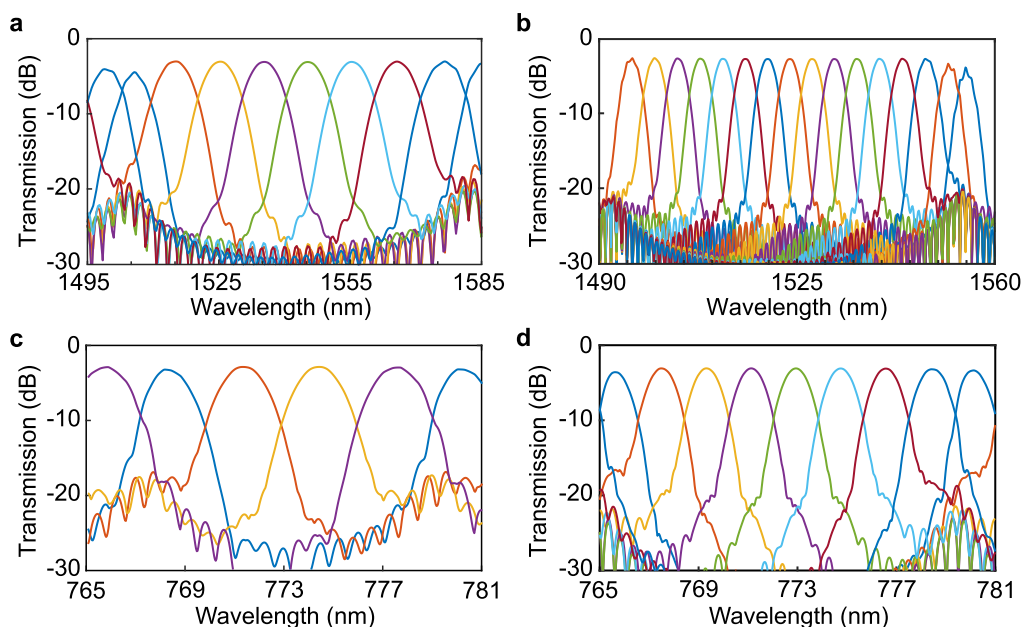 a
b
0
-10
-20
-30
Transmission (dB)
1495
1525
1555
1585
Wavelength (nm)
0
-10
-20
-30
Transmission (dB)
1490
1525
1560
Wavelength (nm)
c
d
0
-10
-20
-30
Transmission (dB)
765
769
773
777
781
Wavelength (nm)
0
-10
-20
-30
Transmission (dB)
765
769
773
777
781
Wavelength (nm)